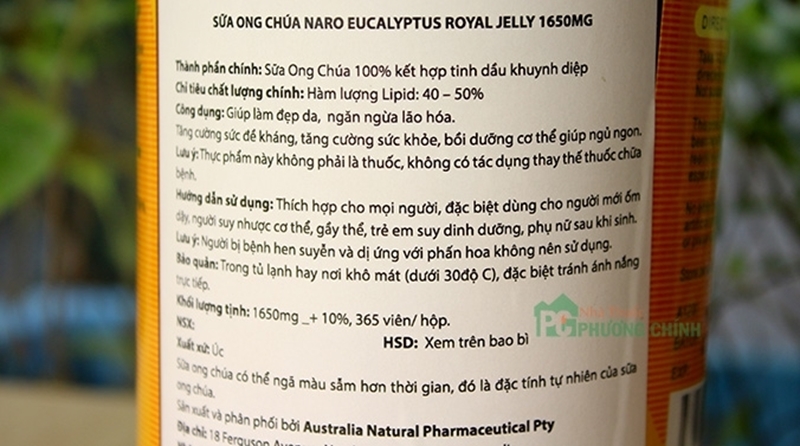 SỮA ONG CHÚA NARO EUCALYPTUS ROYAL JELLY 1650MG
Thành phần chính: Sữa Ong Chúa 100% kết hợp tinh dầu khuynh diệp
Chỉ tiêu chất lượng chính: Hàm lượng Lipid: 40 – 50%
Công dụng: Giúp làm đẹp da, ngăn ngừa lão hóa.
Tăng cường sức đề kháng, tăng cường sức khỏe, bồi dưỡng cơ thể giúp ngủ ngon.
Lưu ý: Thực phẩm này không phải là thuốc, không có tác dụng thay thế thuốc chữa
bệnh.
Hướng dẫn sử dụng: Thích hợp cho mọi người, đặc biệt dùng cho người mới ốm
dậy, người suy nhược cơ thể, gầy thể, trẻ em suy dinh dưỡng, phụ nữ sau khi sinh.
Lưu ý: Người bị bệnh hen suyễn và dị ứng với phấn hoa không nên sử dụng.
Bảo quản: Trong tủ lạnh hay nơi khô mát (dưới 30độ C), đặc biệt tránh ánh nắng
trực tiếp.
Khối lượng tịnh: 1650mg _+ 10%, 365 viên/ hộp.
NSX:
HSD: Xem trên bao bì
Xuất xứ: Úc
Sữa ong chúa có thể ngã màu sẫm hơn thời gian, đó là đặc tính tự nhiên của sữa
ong chúa.
Sản xuất và phân phối bởi Australia Natural Pharmaceutical Pty
Địa chỉ: 18 Ferguson
PC PHƯƠNG CHÍNH
EXP